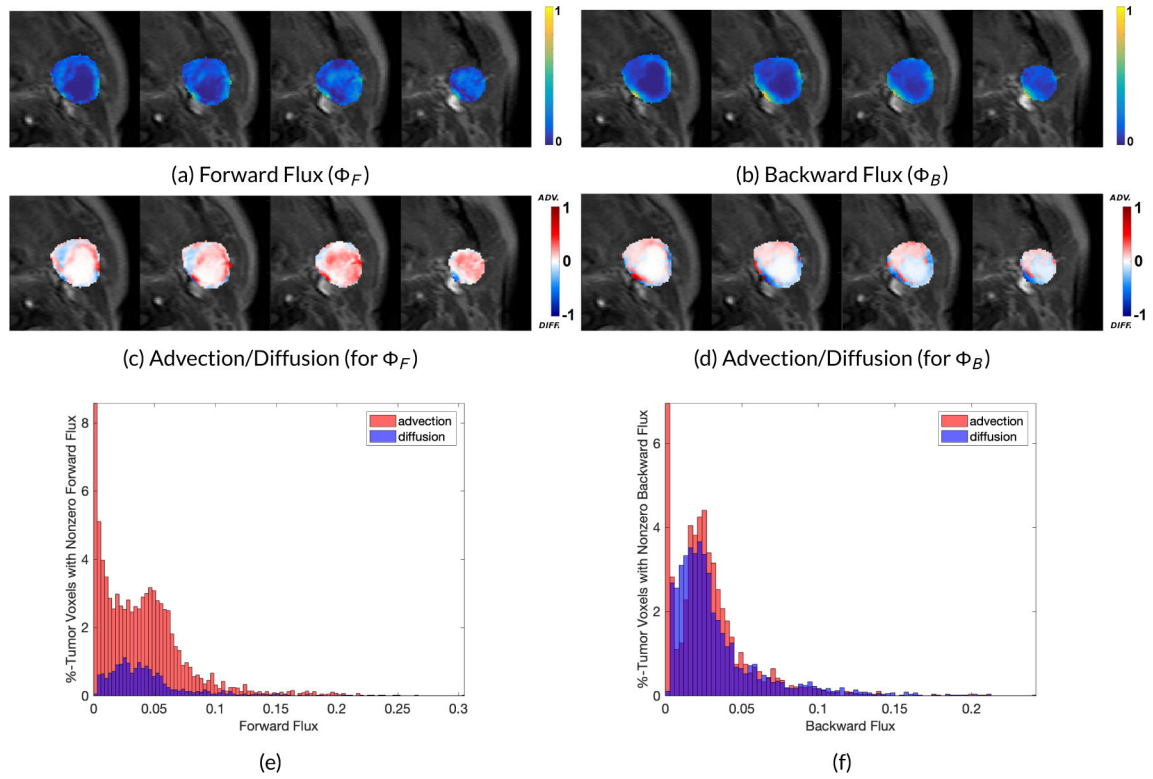 1
0
1
0
(a) Forward Flux (Φ_F)
(b) Backward Flux (Φ_B)
ADV.
1
0
-1
DIFF.
ADV.
1
0
-1
DIFF.
(c) Advection/Diffusion (for Φ_F)
(d) Advection/Diffusion (for Φ_B)
%-Tumor Voxels with Nonzero Forward Flux
8
6
4
2
0
advection
diffusion
0 0.05 0.1 0.15 0.2 0.25 0.3
Forward Flux
(e)
%-Tumor Voxels with Nonzero Backward Flux
6
4
2
0
advection
diffusion
0 0.05 0.1 0.15 0.2
Backward Flux
(f)